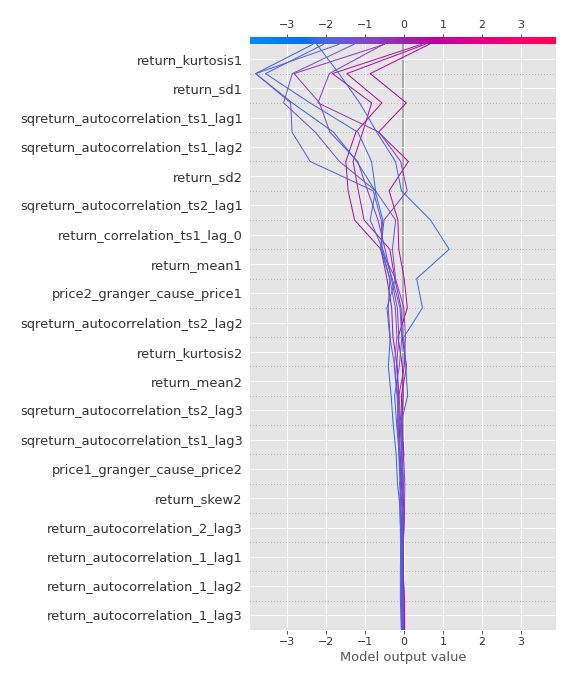 −3 −2 −1 0 1 2 3
return_kurtosis1
return_sd1
sqreturn_autocorrelation_ts1_lag1
sqreturn_autocorrelation_ts1_lag2
return_sd2
sqreturn_autocorrelation_ts2_lag1
return_correlation_ts1_lag_0
return_mean1
price2_granger_cause_price1
sqreturn_autocorrelation_ts2_lag2
return_kurtosis2
return_mean2
sqreturn_autocorrelation_ts2_lag3
sqreturn_autocorrelation_ts1_lag3
price1_granger_cause_price2
return_skew2
return_autocorrelation_2_lag3
return_autocorrelation_1_lag1
return_autocorrelation_1_lag2
return_autocorrelation_1_lag3
−3 −2 −1 0 1 2 3
Model output value